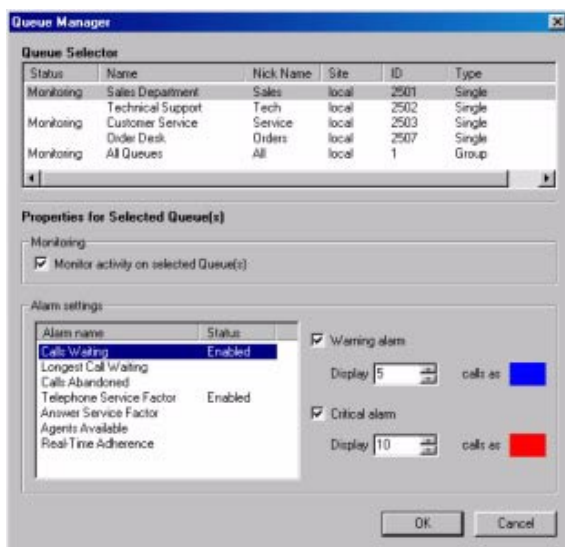 Queue Manager
Queue Selector
Status Name Nick Name Site ID Type
Monitoring Sales Department Sales local 2501 Single
Technical Support Tech local 2502 Single
Monitoring Customer Service Service local 2503 Single
Order Desk Orders local 2507 Single
Monitoring All Queues All local 1 Group
Properties for Selected Queue(s)
Monitoring
Monitor activity on selected Queue(s)
Alarm settings
Alarm name Status
Calls Waiting Enabled
Longest Call Waiting
Calls Abandoned
Telephone Service Factor Enabled
Answer Service Factor
Agents Available
Real-Time Adherence
Warning alarm
Display 5 calls as
Critical alarm
Display 10 calls as
OK Cancel